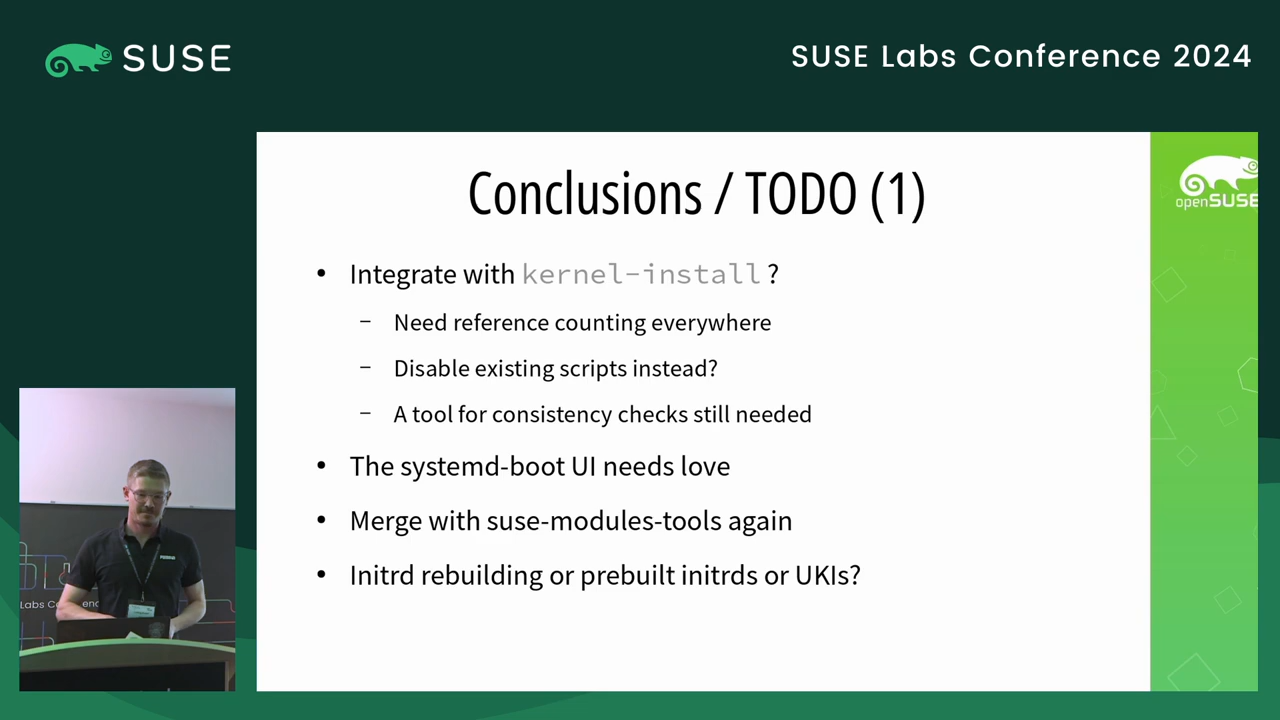 SUSE
SUSE Labs Conference 2024
Conclusions / TODO (1)
openSUSE
• Integrate with kernel-install ?
– Need reference counting everywhere
– Disable existing scripts instead?
– A tool for consistency checks still needed
• The systemd-boot UI needs love
• Merge with suse-modules-tools again
• Initrd rebuilding or prebuilt initrds or UKIs?
Labs